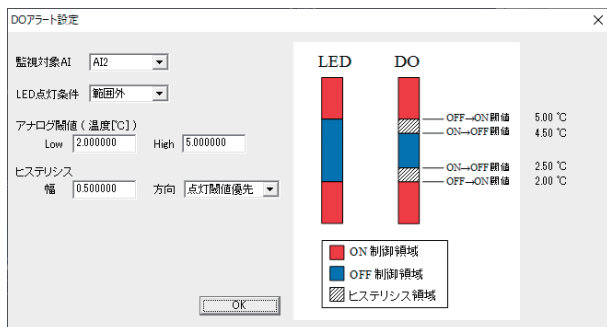 DOアラート設定
監視対象AI AI2
LED点灯条件 範囲外
アナログ閾値 ( 温度[℃] )
Low 2.000000 High 5.000000
ヒステリシス
幅 0.500000 方向 点灯閾値優先
OK
LED DO
OFF→ON閾値 5.00 ℃
ON→OFF閾値 4.50 ℃
ON→OFF閾値 2.50 ℃
OFF→ON閾値 2.00 ℃
ON 制御領域
OFF 制御領域
ヒステリシス領域